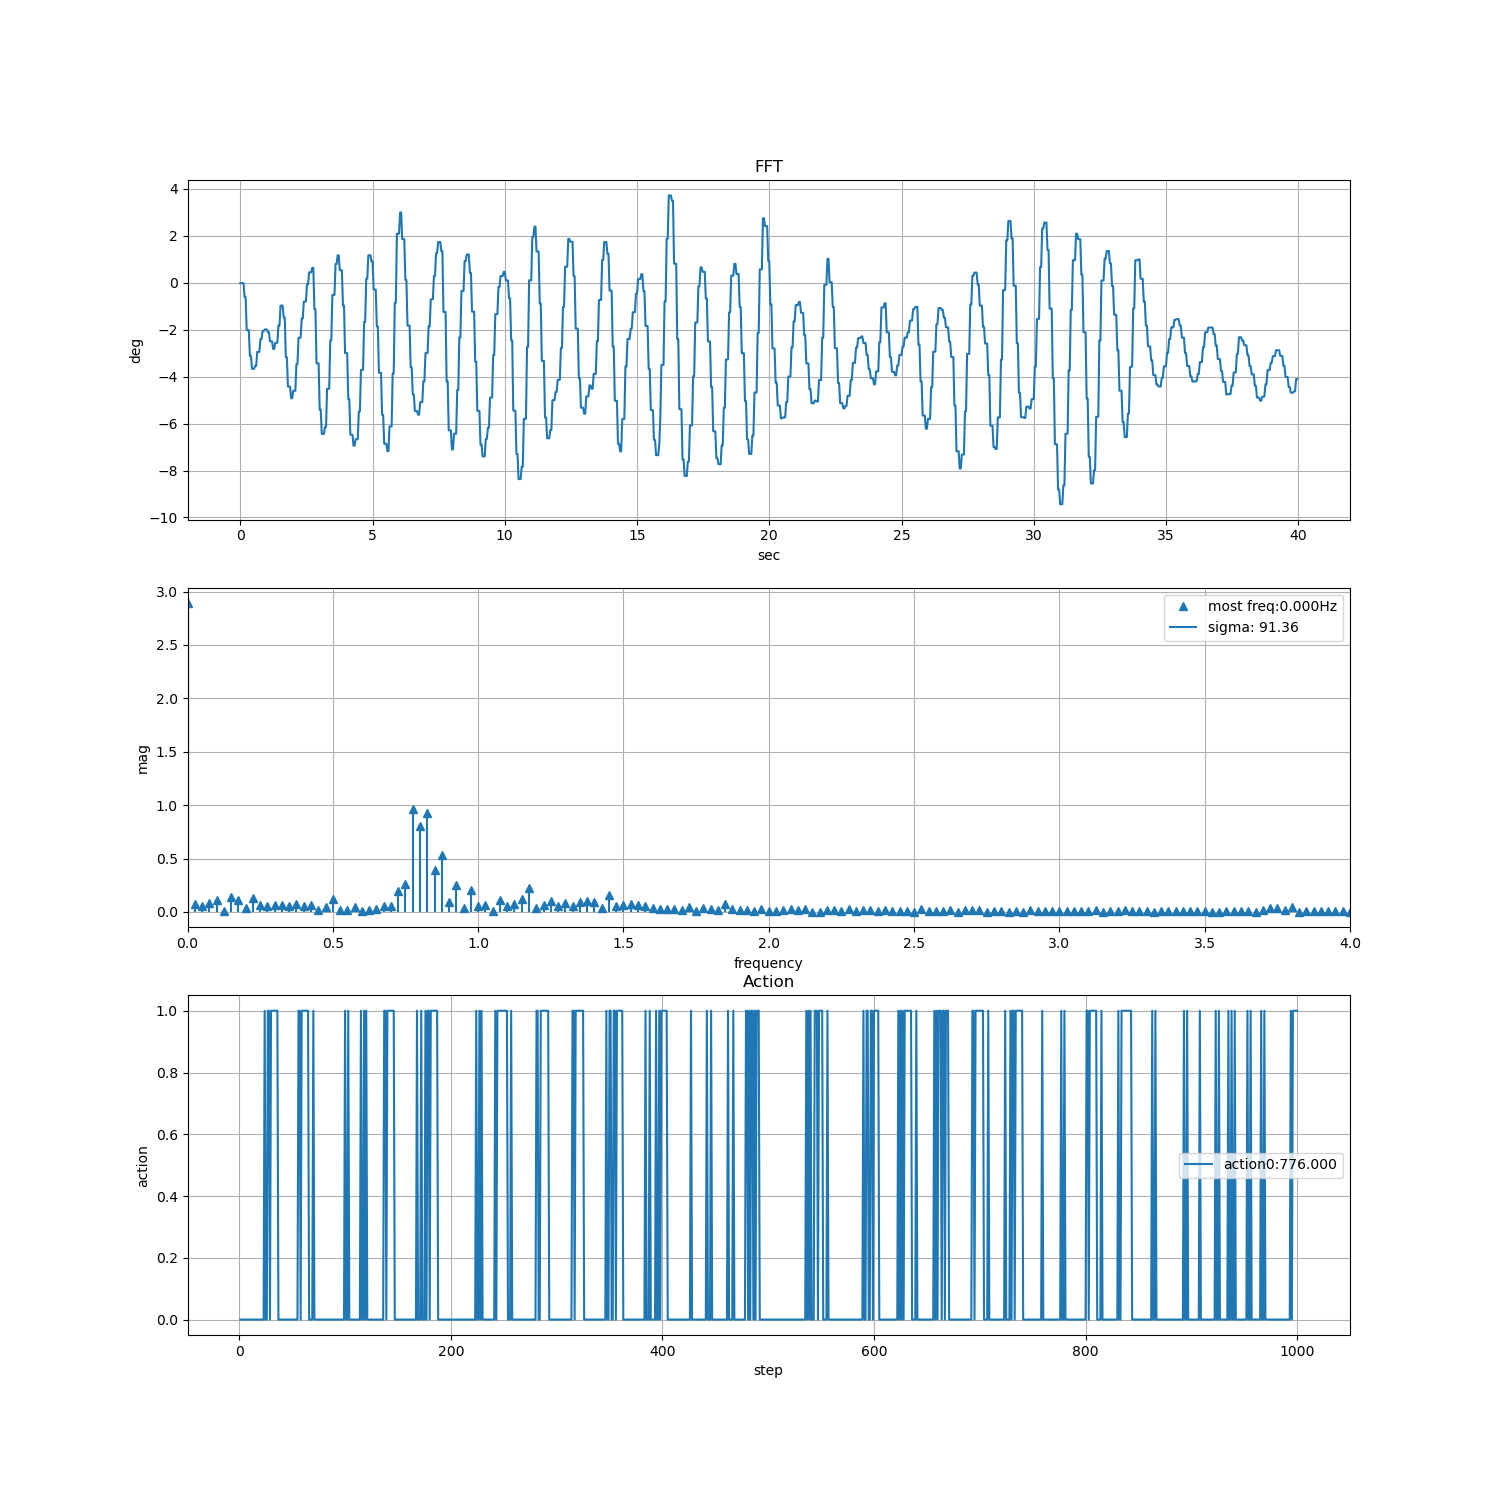 FFT
4
2
0
−2
−4
−6
−8
−10
deg
0 5 10 15 20 25 30 35 40
sec
3.0
2.5
2.0
1.5
1.0
0.5
0.0
mag
most freq:0.000Hz
sigma: 91.36
0.0 0.5 1.0 1.5 2.0 2.5 3.0 3.5 4.0
frequency
Action
1.0
0.8
0.6
0.4
0.2
0.0
action
action0:776.000
0 200 400 600 800 1000
step